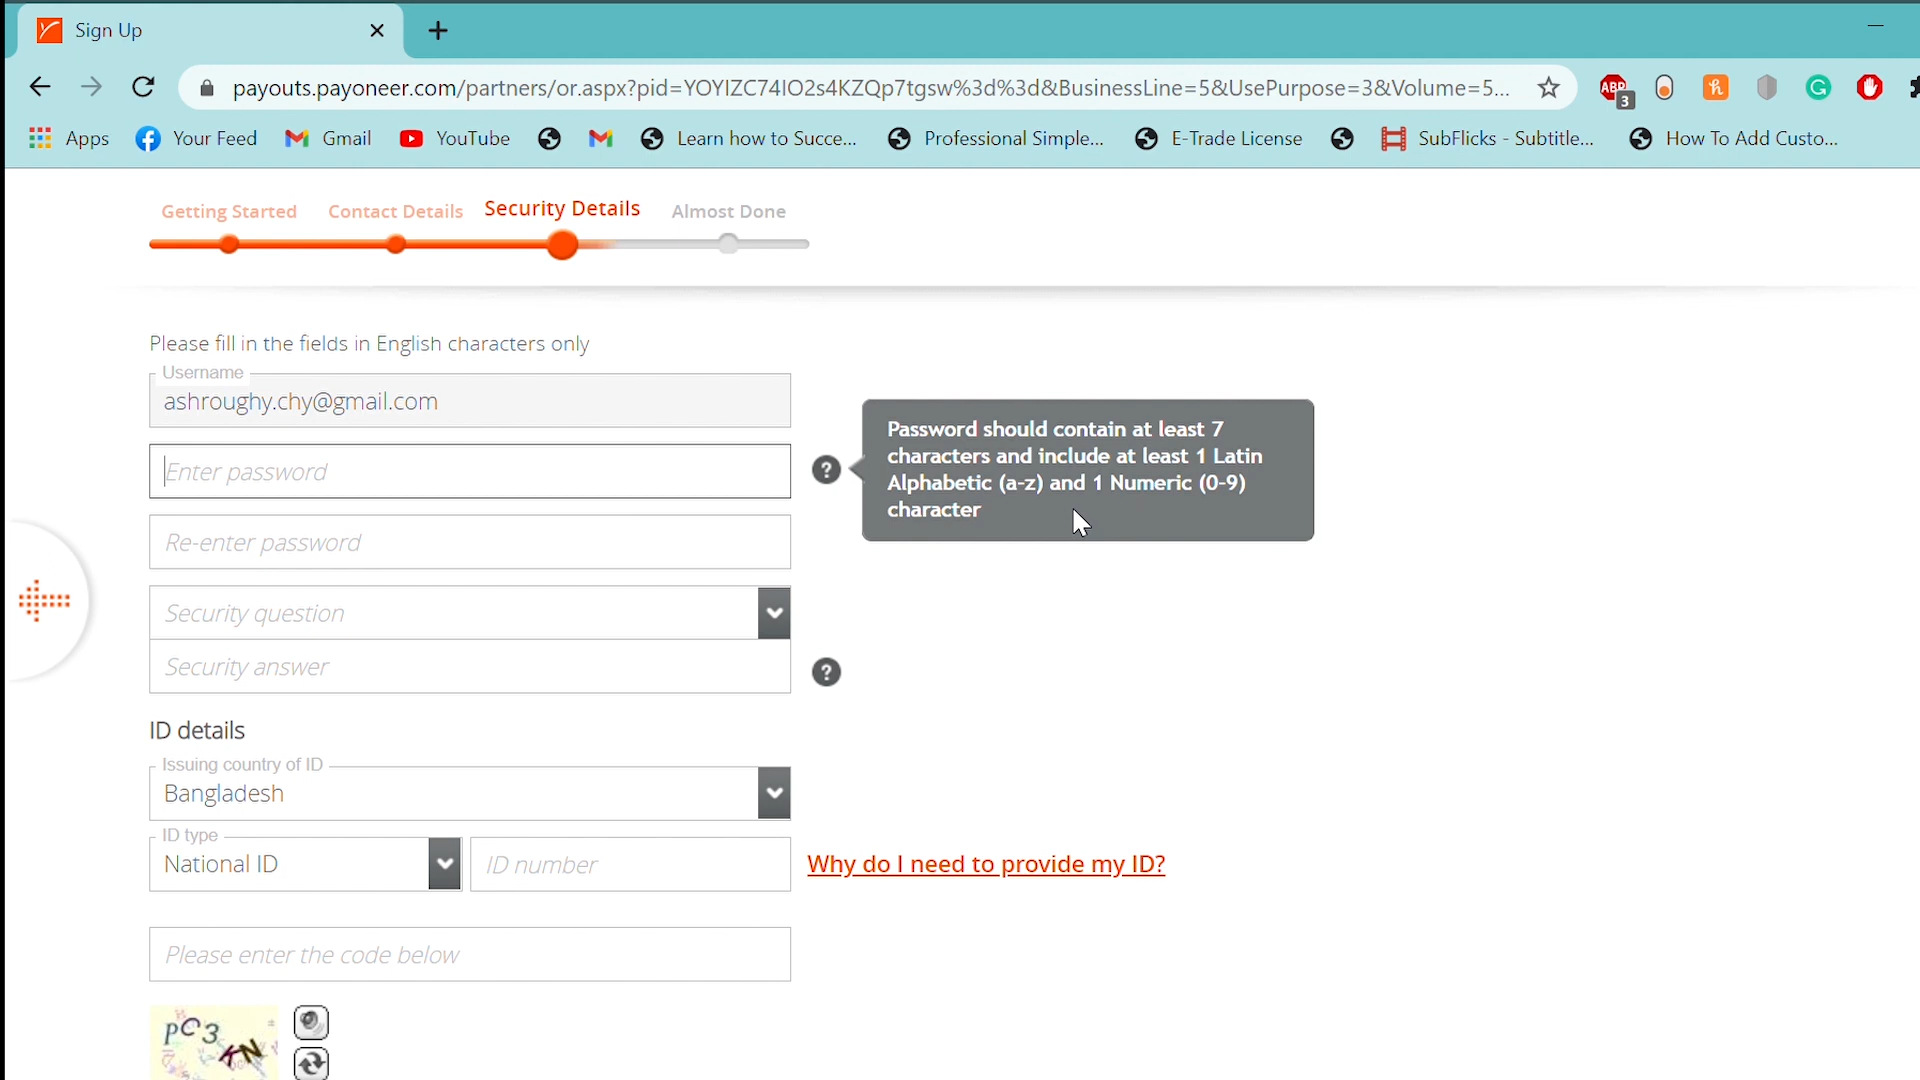 Sign Up
payouts.payoneer.com/partners/or.aspx?pid=YOYIZC74IO2s4KZQp7tgsw%3d%3d&BusinessLine=5&UsePurpose=3&Volume=5...
ABP
3
Apps
Your Feed
Gmail
YouTube
Learn how to Succe...
Professional Simple...
E-Trade License
SubFlicks - Subtitle...
How To Add Custo...
Getting Started
Contact Details
Security Details
Almost Done
Please fill in the fields in English characters only
Username
ashroughy.chy@gmail.com
Enter password
?
Password should contain at least 7
characters and include at least 1 Latin
Alphabetic (a-z) and 1 Numeric (0-9)
character
Re-enter password
Security question
Security answer
?
ID details
Issuing country of ID
Bangladesh
ID type
National ID
ID number
Why do I need to provide my ID?
Please enter the code below
PC3
KN